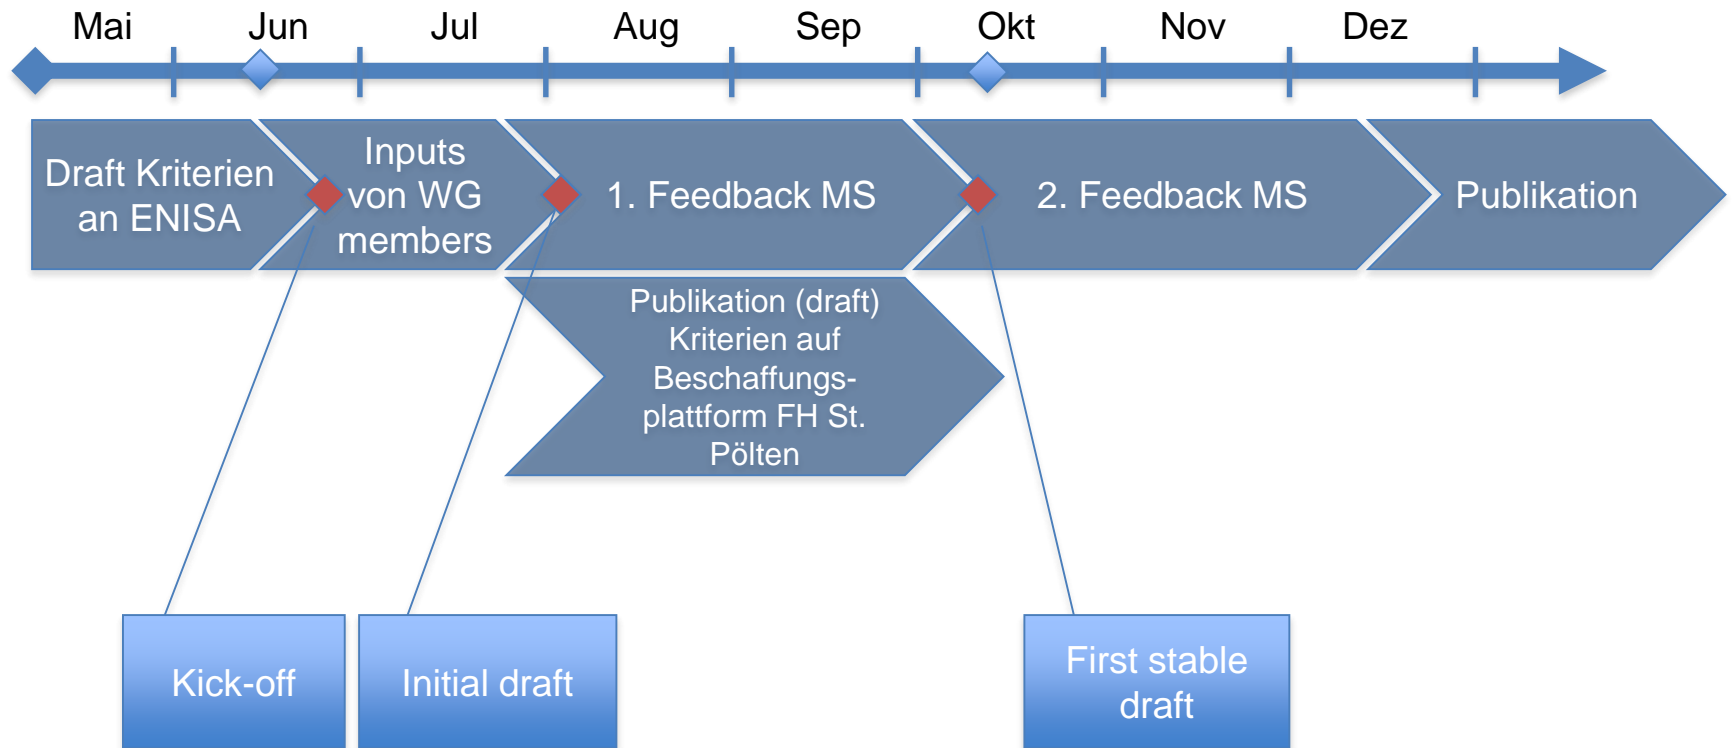 Mai Jun Jul Aug Sep Okt Nov Dez
Draft Kriterien
an ENISA
Inputs
von WG
members
1. Feedback MS
2. Feedback MS
Publikation
Publikation (draft)
Kriterien auf
Beschaffungs-
plattform FH St.
Pölten
Kick-off
Initial draft
First stable
draft